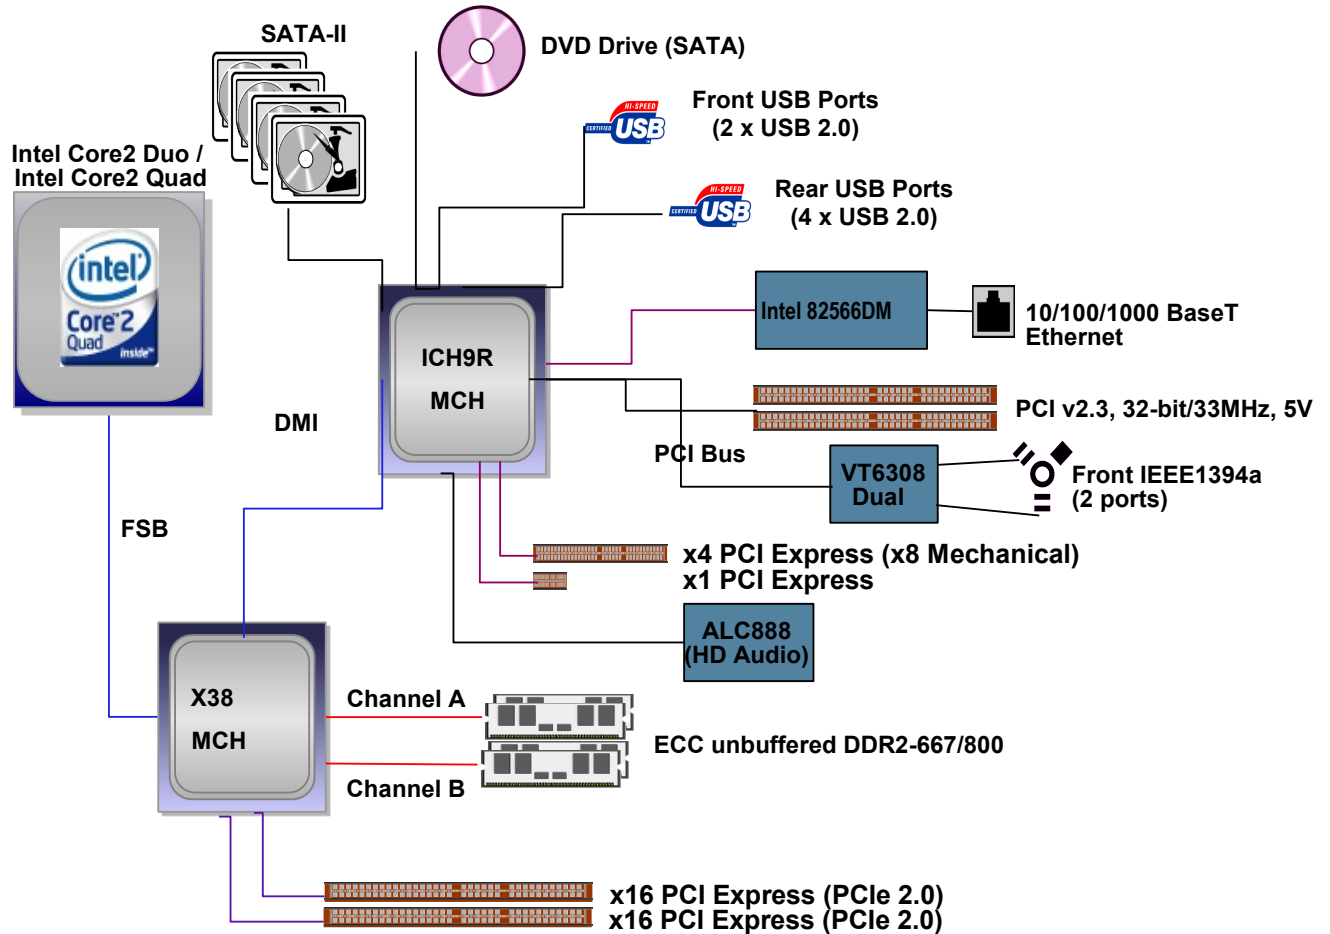 SATA-II
DVD Drive (SATA)
HI-SPEED
CERTIFIED USB
Front USB Ports
(2 x USB 2.0)
Intel Core2 Duo /
Intel Core2 Quad
HI-SPEED
CERTIFIED USB
Rear USB Ports
(4 x USB 2.0)
intel
Core 2
Quad
inside™
Intel 82566DM
10/100/1000 BaseT
Ethernet
ICH9R
MCH
PCI v2.3, 32-bit/33MHz, 5V
DMI
PCI Bus
VT6308
Dual
Front IEEE1394a
(2 ports)
FSB
x4 PCI Express (x8 Mechanical)
x1 PCI Express
ALC888
(HD Audio)
X38
MCH
Channel A
ECC unbuffered DDR2-667/800
Channel B
x16 PCI Express (PCIe 2.0)
x16 PCI Express (PCIe 2.0)